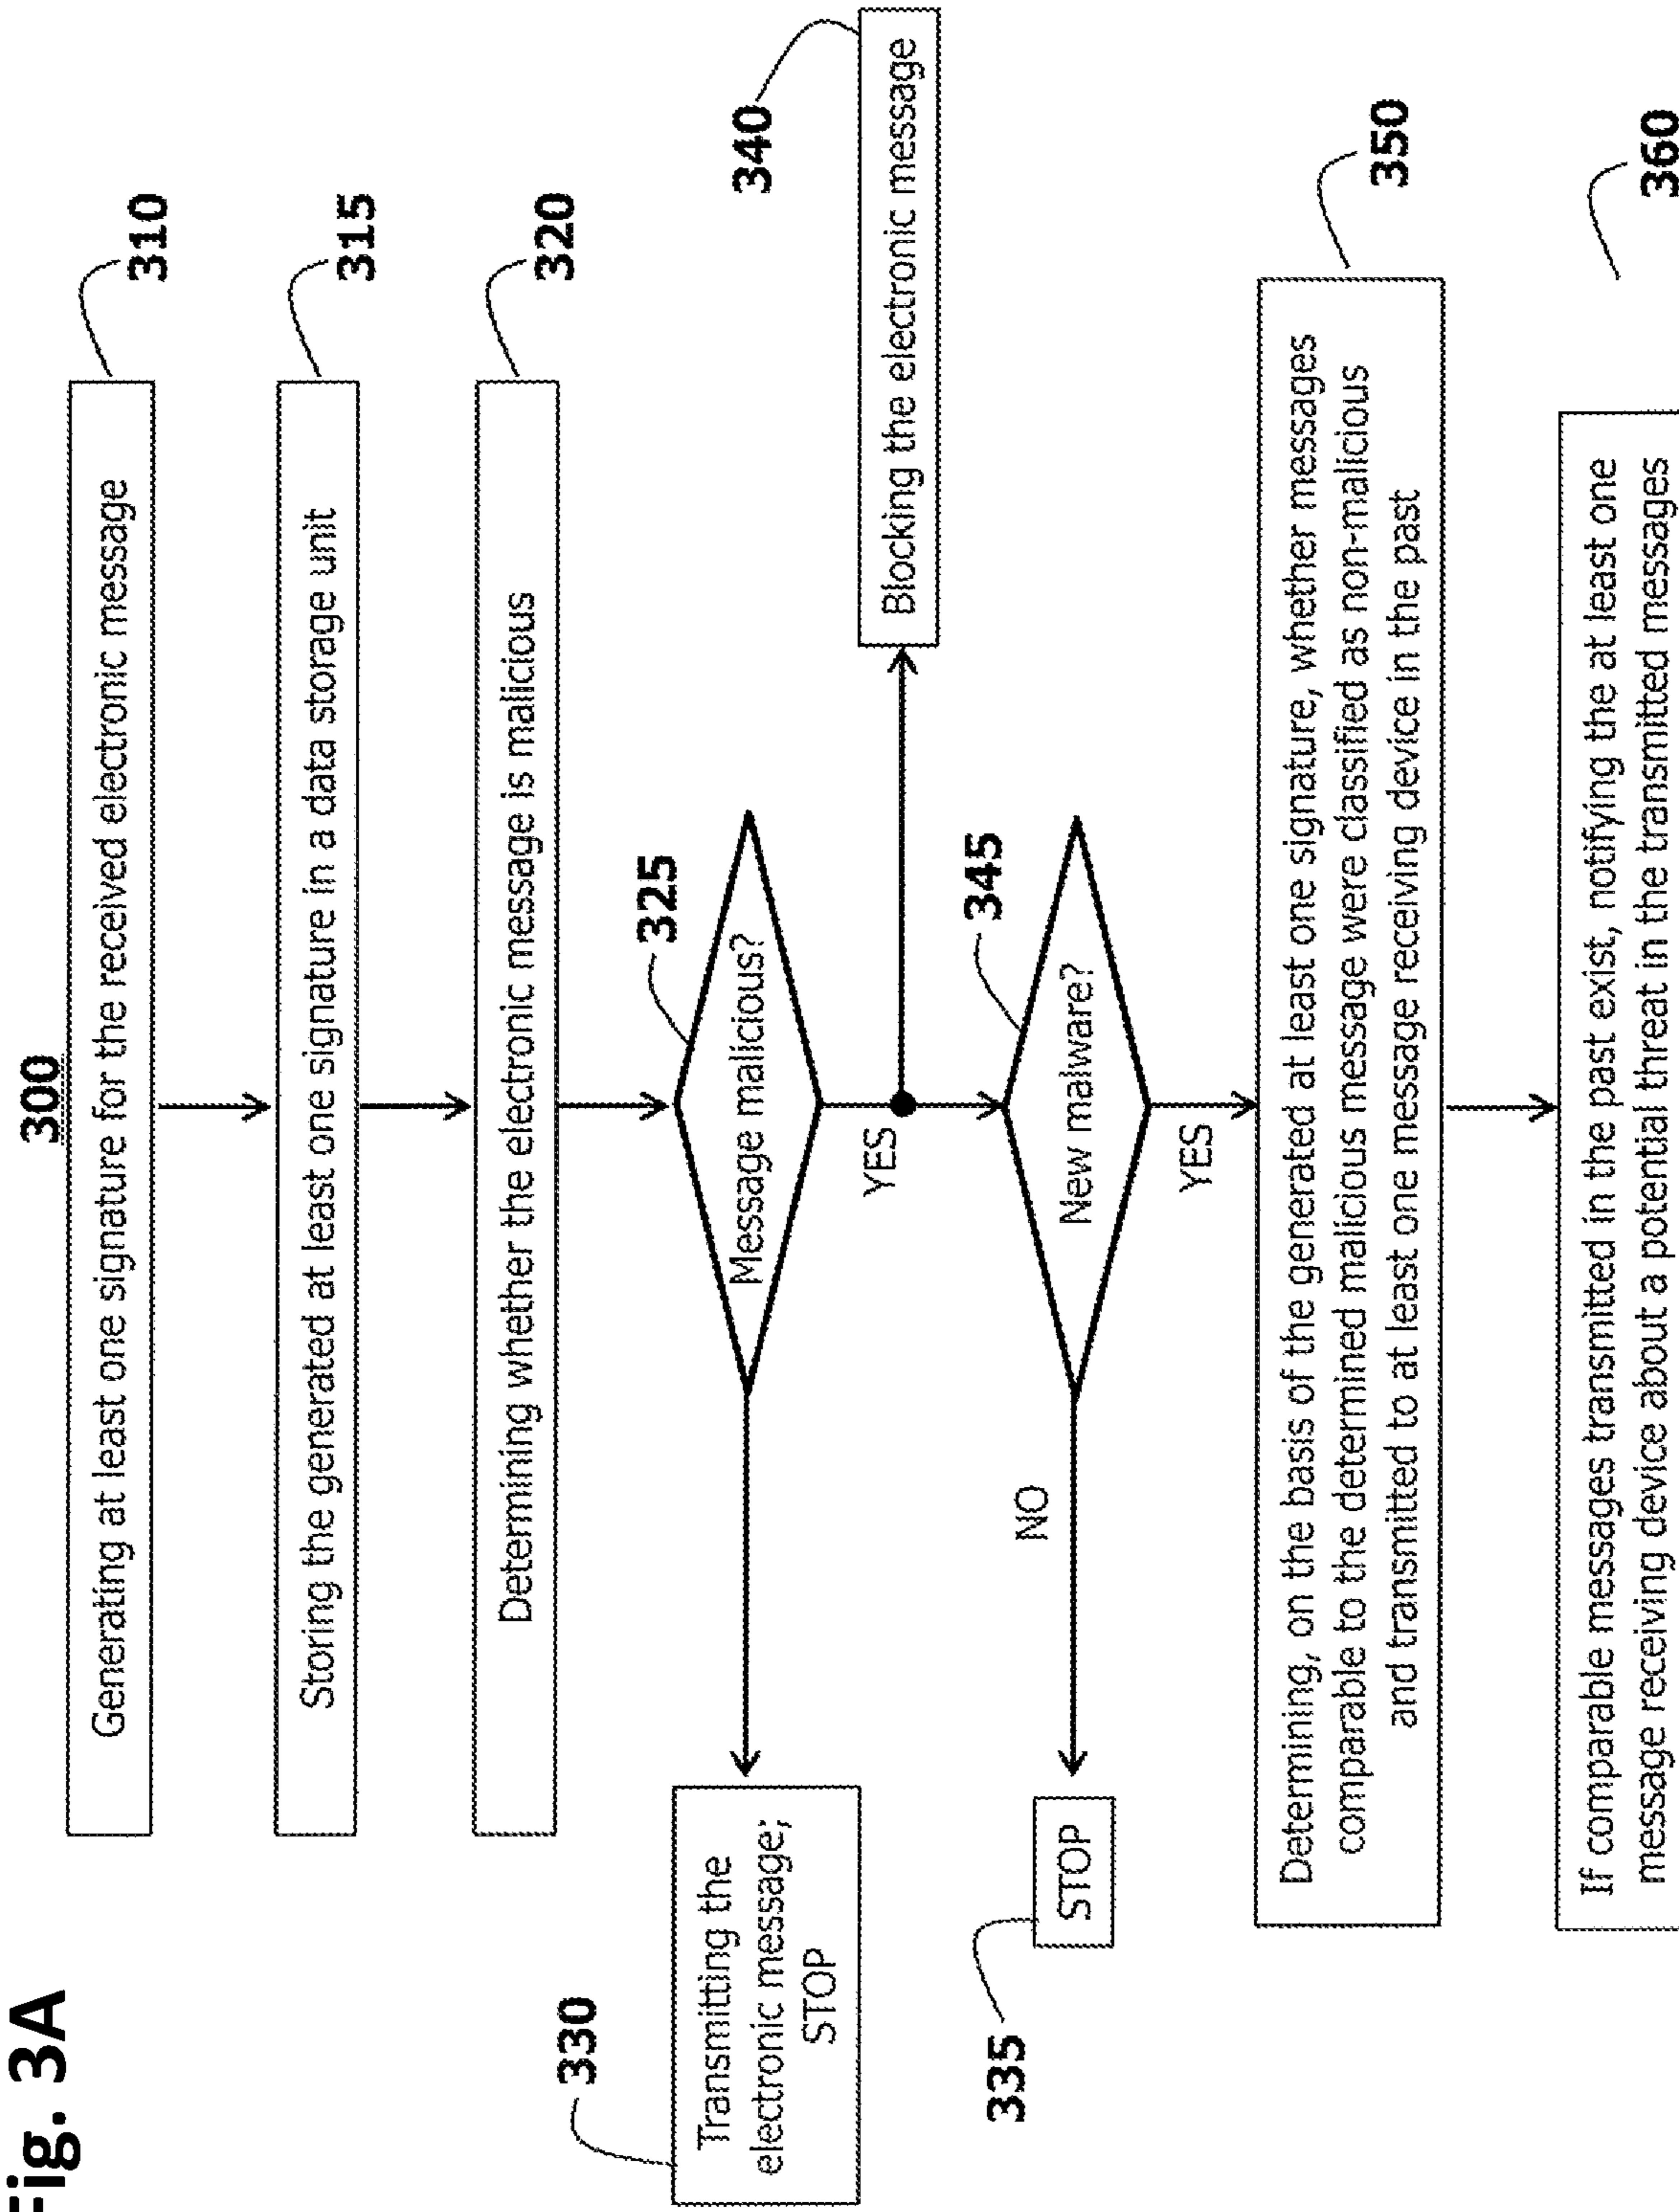 Fig. 3A
300
Generating at least one signature for the received electronic message
310
Storing the generated at least one signature in a data storage unit
315
Determining whether the electronic message is malicious
320
Message malicious?
325
330
Transmitting the
electronic message;
STOP
YES
Blocking the electronic message
340
New malware?
345
NO
335
STOP
YES
Determining, on the basis of the generated at least one signature, whether messages
comparable to the determined malicious message were classified as non-malicious
and transmitted to at least one message receiving device in the past
350
If comparable messages transmitted in the past exist, notifying the at least one
message receiving device about a potential threat in the transmitted messages
360